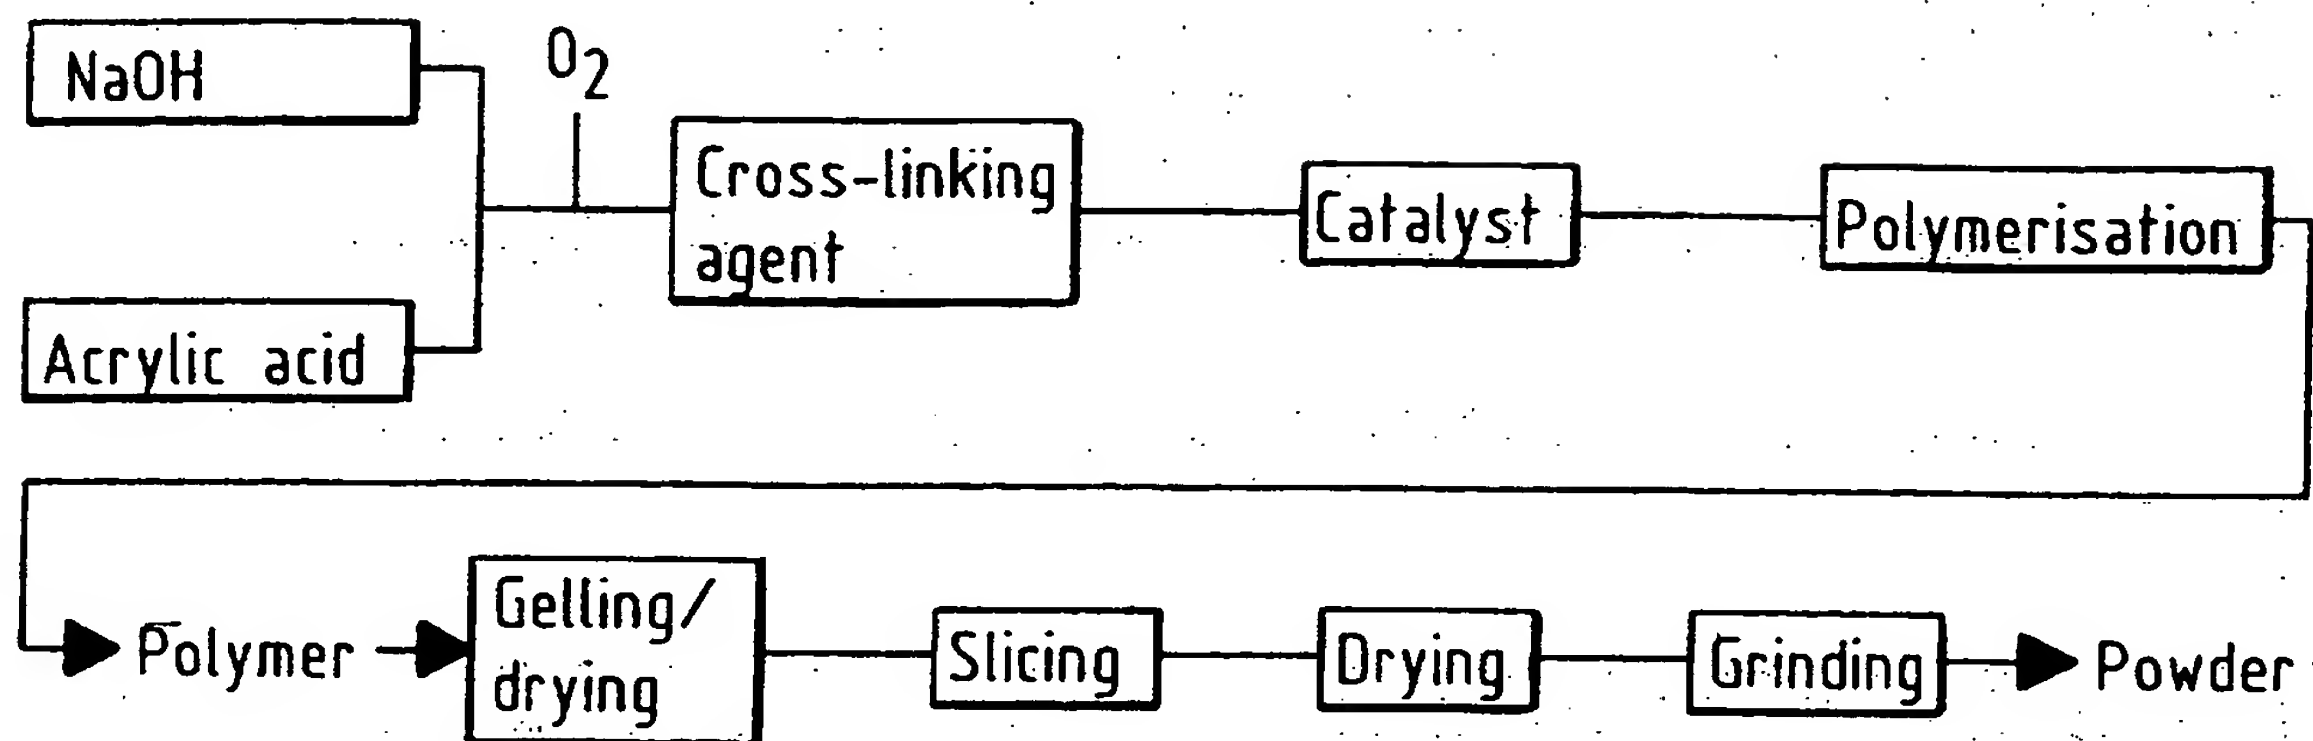 NaOH
O2
Cross-linking
agent
Catalyst
Polymerisation
Acrylic acid
Polymer
Gelling/
drying
Slicing
Drying
Grinding
Powder